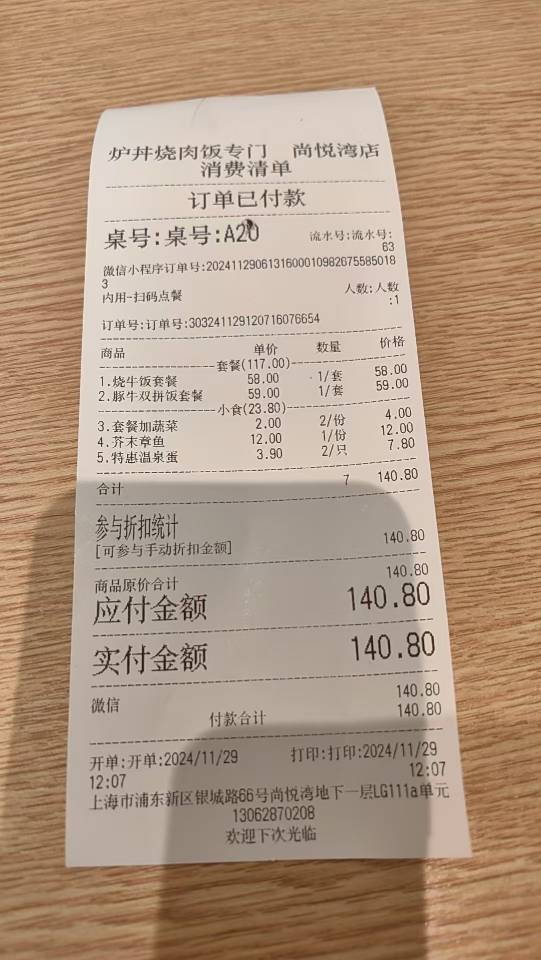 炉丼烧肉饭专门 尚悦湾店
消费清单
订单已付款
桌号:桌号:A20 流水号:流水号:
63
微信小程序订单号:2024112906131600010982675585018
3
内用-扫码点餐 人数:人数
:1
订单号:订单号:303241129120716076654
商品 单价 数量 价格
套餐(117.00)
1.烧牛饭套餐 58.00 1/套 58.00
2.豚牛双拼饭套餐 59.00 1/套 59.00
小食(23.80)
3.套餐加蔬菜 2.00 2/份 4.00
4.芥末章鱼 12.00 1/份 12.00
5.特惠温泉蛋 3.90 2/只 7.80
合计 7 140.80
参与折扣统计
[可参与手动折扣金额] 140.80
商品原价合计 140.80
应付金额 140.80
实付金额 140.80
微信 140.80
付款合计 140.80
开单:开单:2024/11/29 打印:打印:2024/11/29
12:07 12:07
上海市浦东新区银城路66号尚悦湾地下一层LG111a单元
13062870208
欢迎下次光临